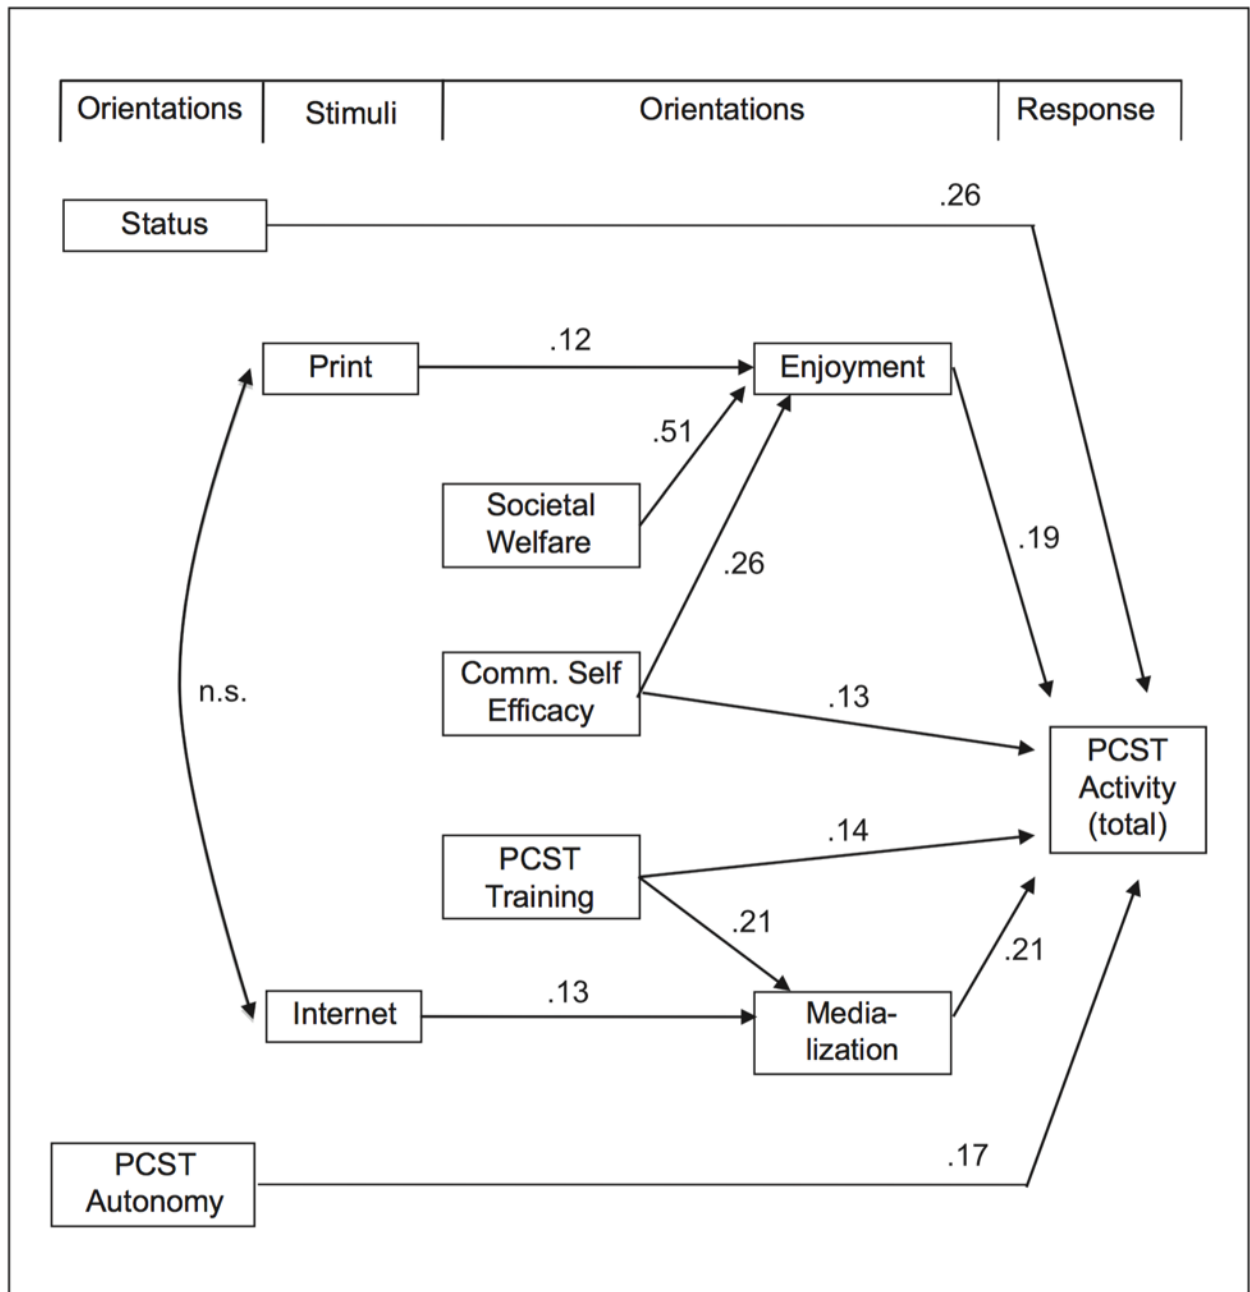 Orientations
Stimuli
Orientations
Response
.26
Status
.12
Print
Enjoyment
.51
Societal
Welfare
.26
.19
Comm. Self
Efficacy
n.s.
.13
PCST
Activity
(total)
.14
PCST
Training
.21
.21
.13
Internet
Media-
lization
.17
PCST
Autonomy